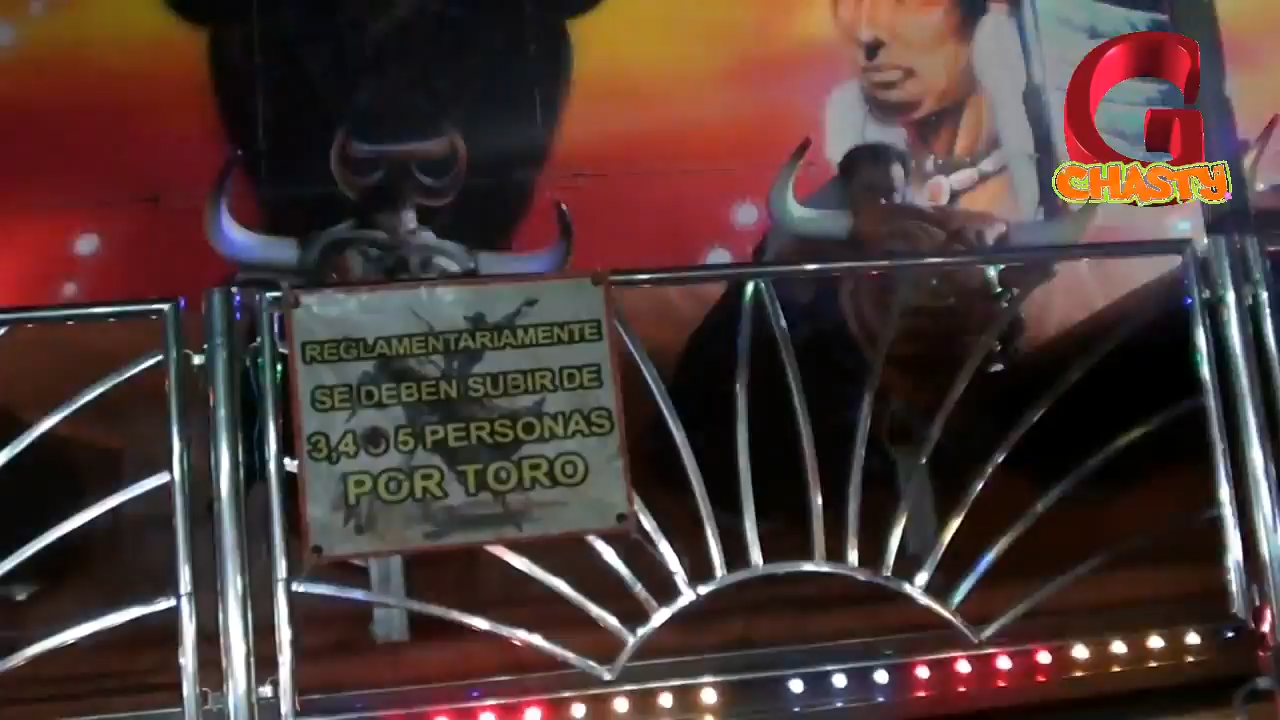 G
CHASTY
REGLAMENTARIAMENTE
SE DEBEN SUBIR DE
3,4 O 5 PERSONAS
POR TORO